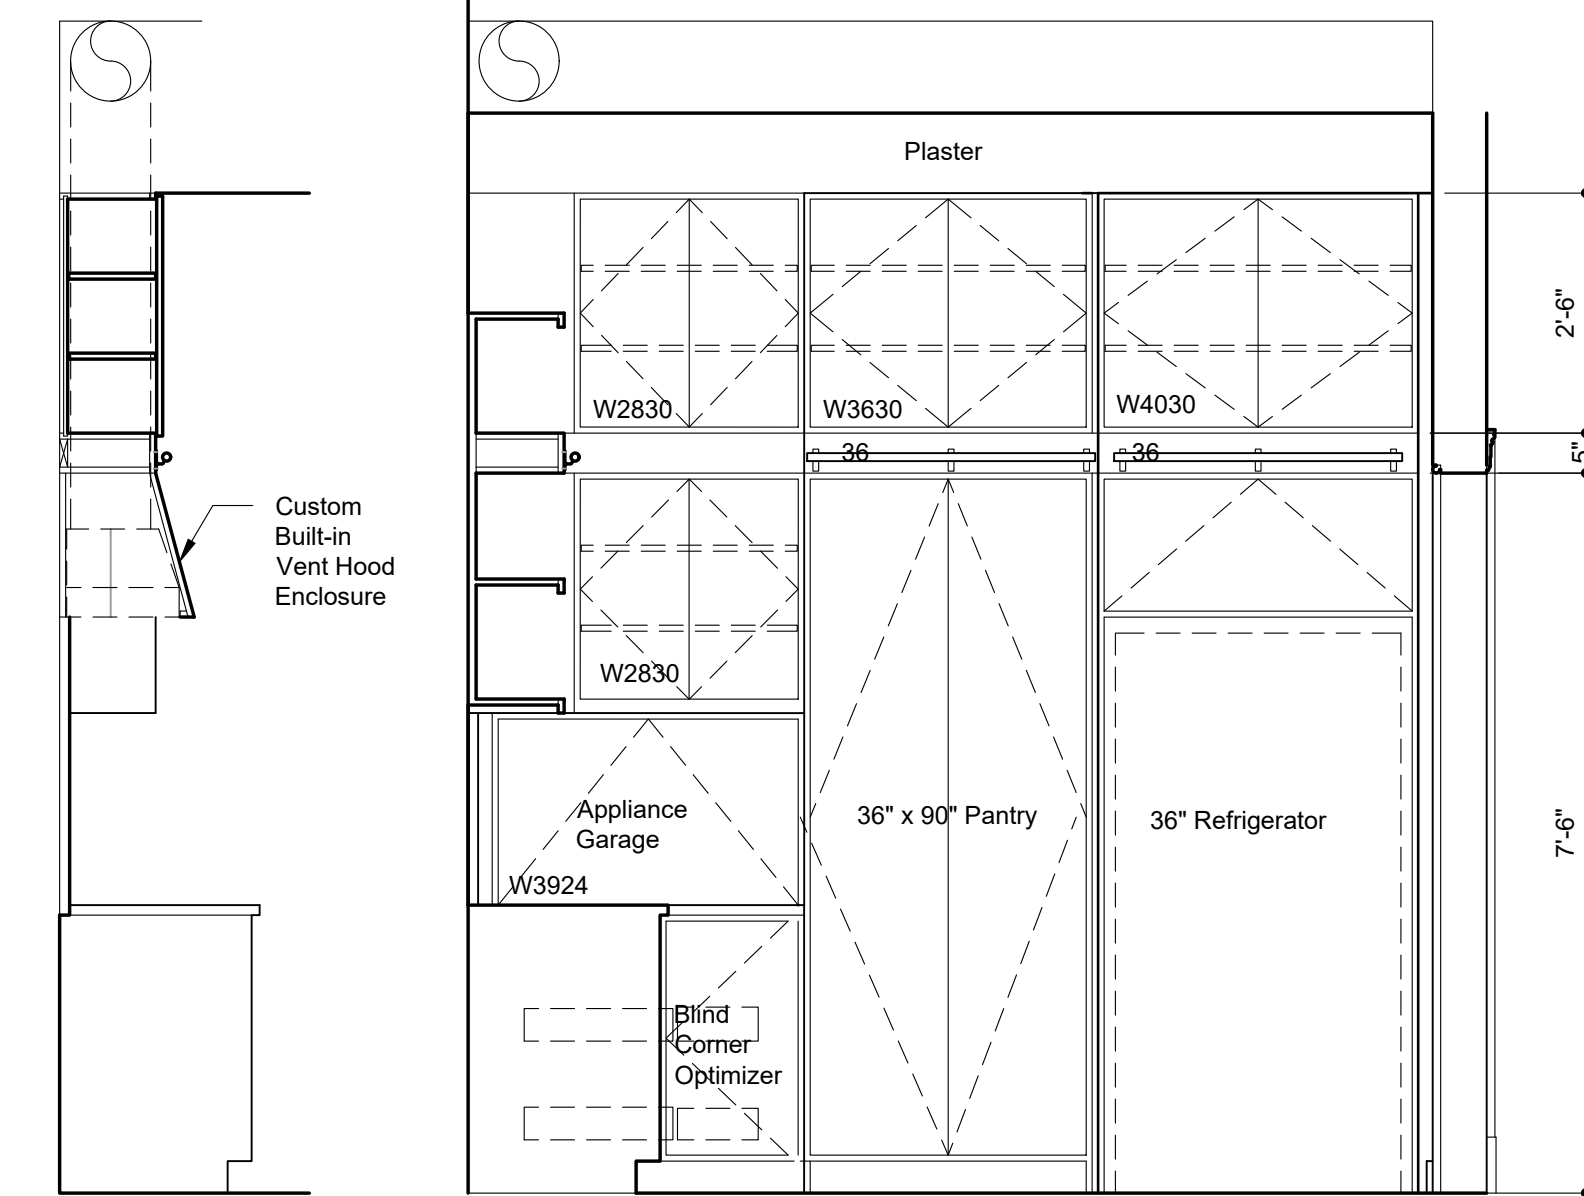 Plaster
2'-6"
W2830
W3630
W4030
36
36
5"
Custom
Built-in
Vent Hood
Enclosure
W2830
Appliance
Garage
36" x 90" Pantry
36" Refrigerator
7'-6"
W3924
Blind
Corner
Optimizer